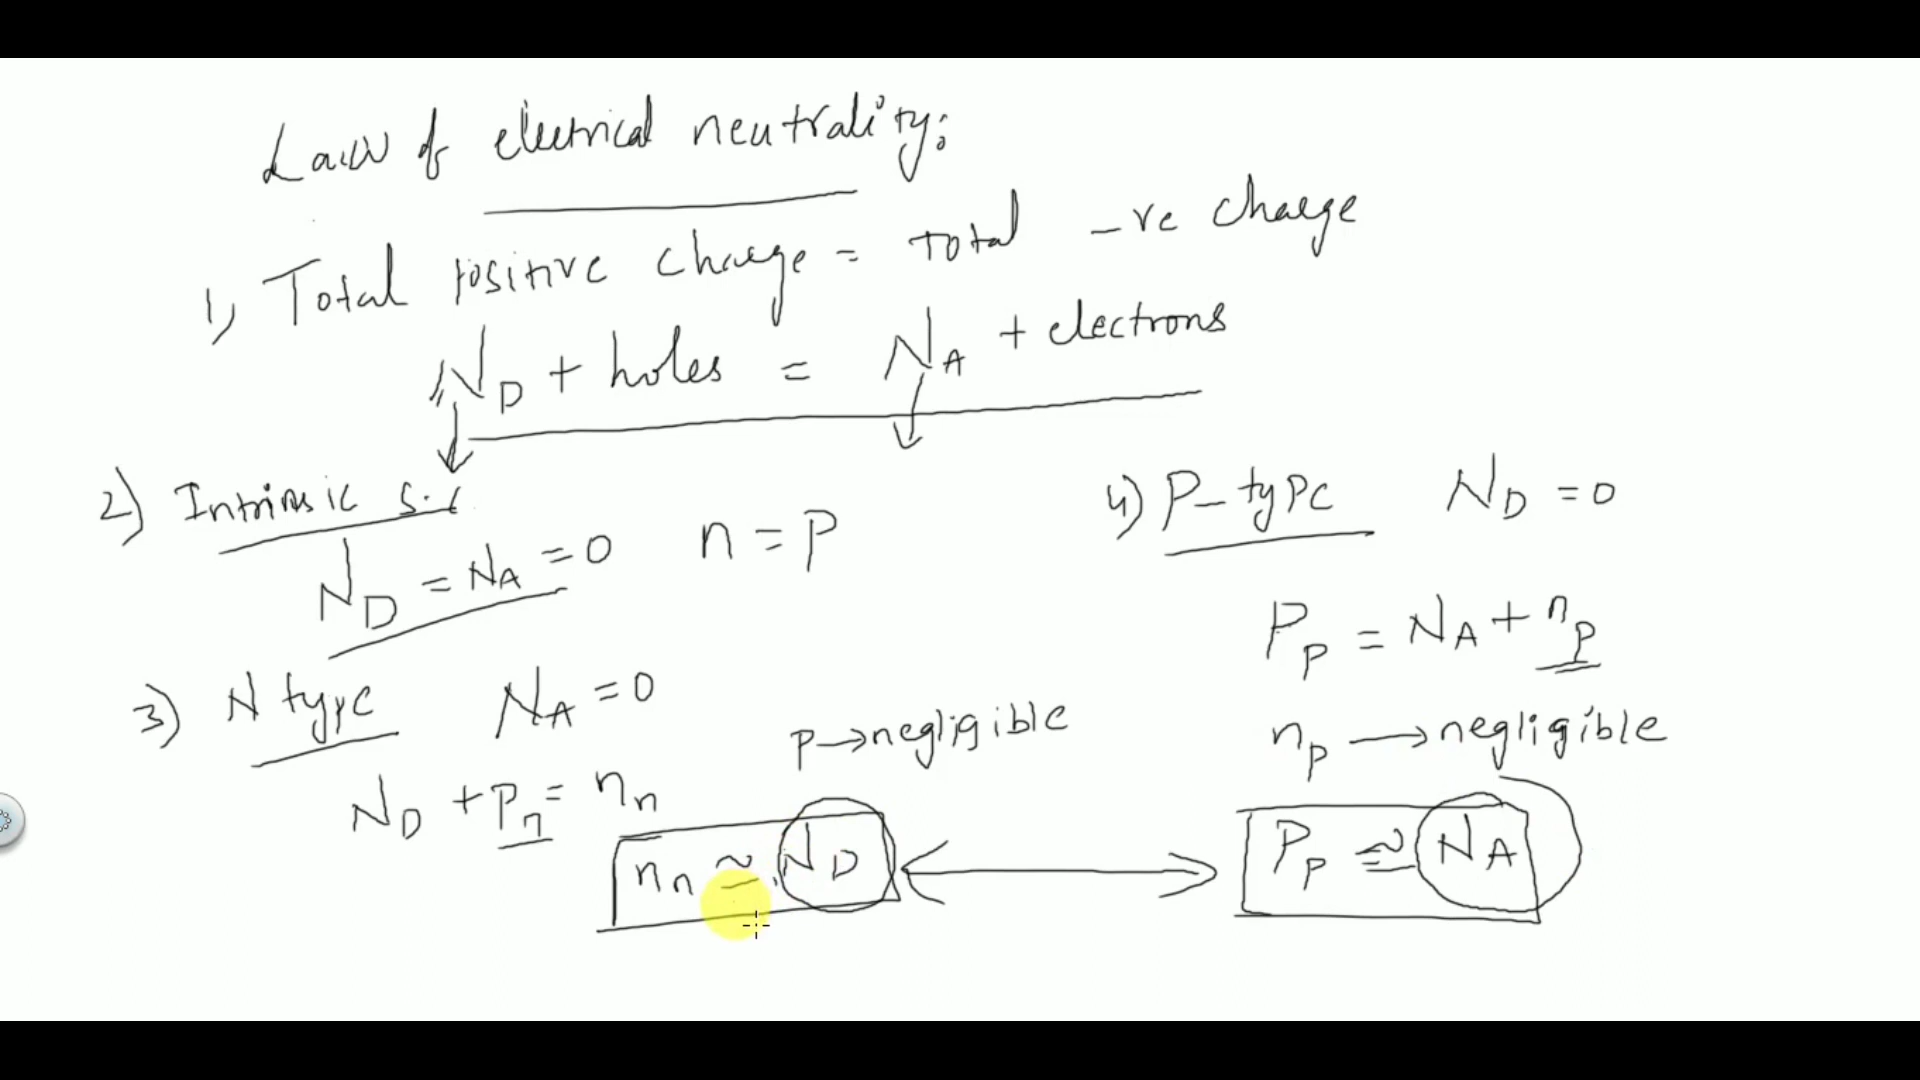 Law of electrical neutrality:
1) Total positive charge = total -ve charge
N_D + holes = N_A + electrons
2) Intrinsic s.c
N_D = N_A = 0 n = P
3) N type N_A = 0
P → negligible
N_D + P_n = n_n
n_n ≃ N_D
4) P-type N_D = 0
P_p = N_A + n_p
n_p → negligible
P_p ≃ N_A